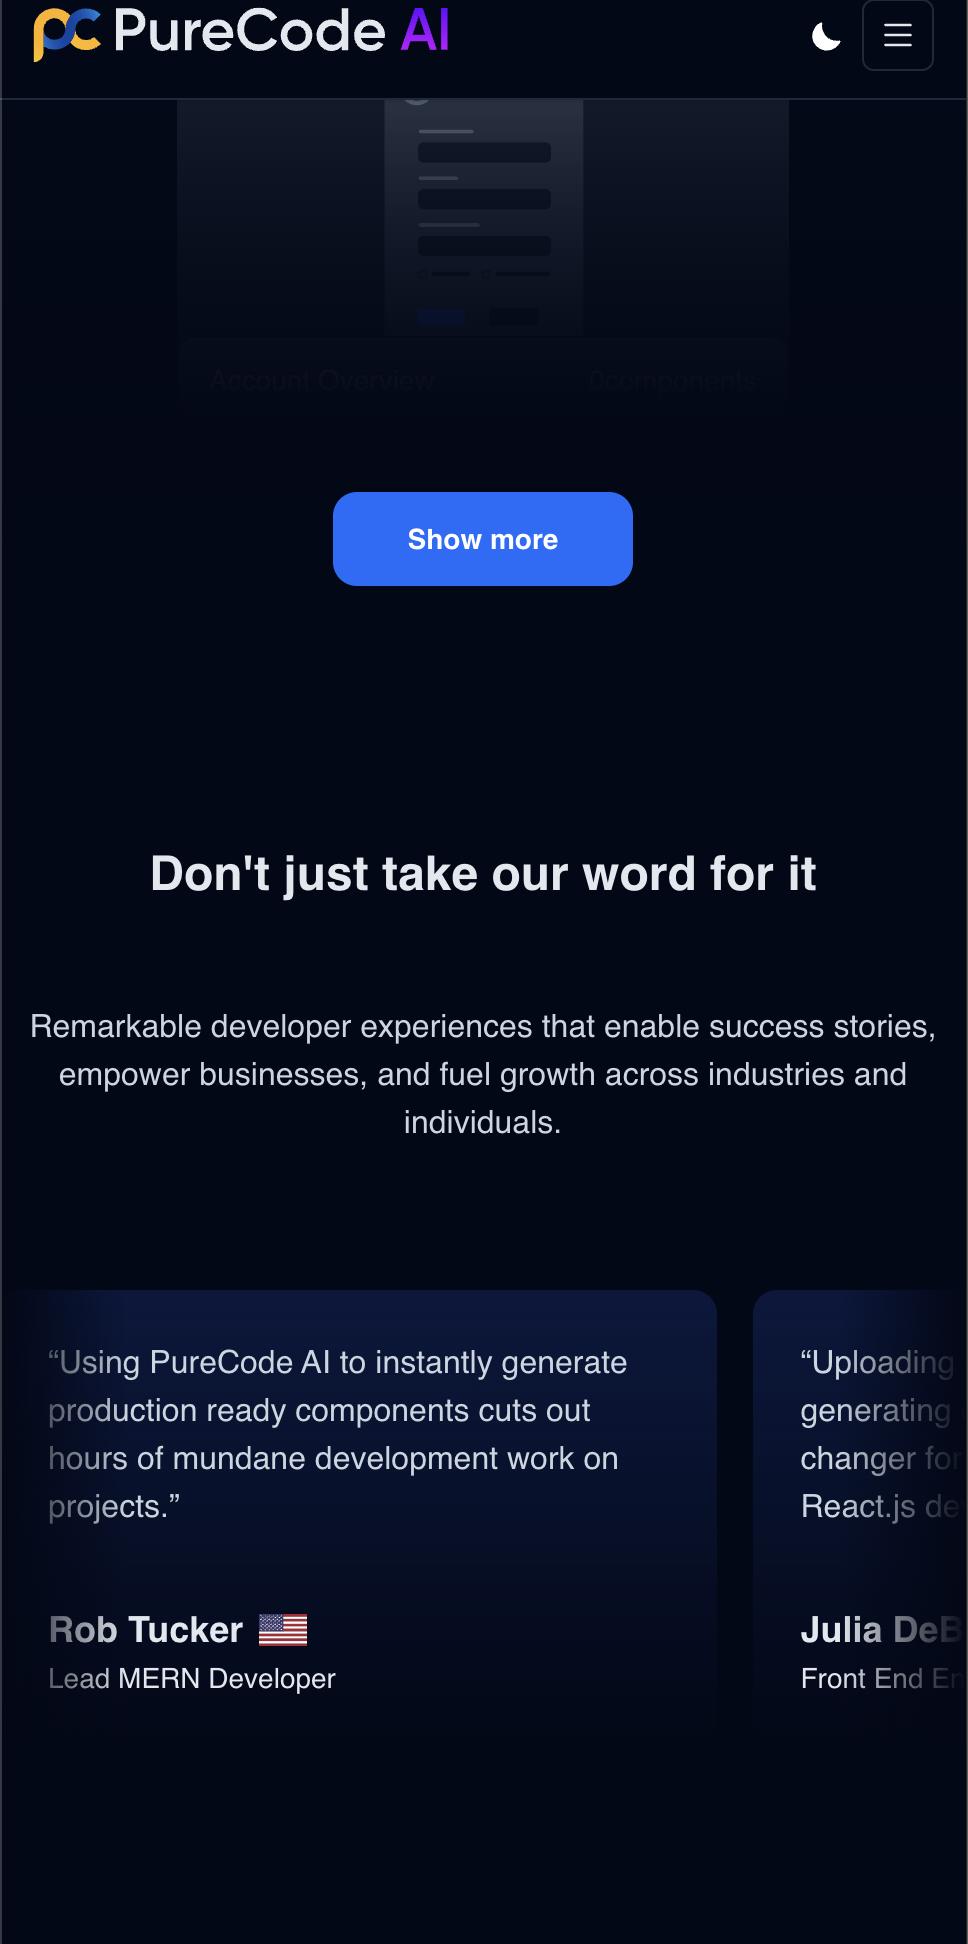 PureCode AI
Account Overview
0components
Show more
Don't just take our word for it
Remarkable developer experiences that enable success stories,
empower businesses, and fuel growth across industries and
individuals.
“Using PureCode AI to instantly generate
production ready components cuts out
hours of mundane development work on
projects.”
Rob Tucker
Lead MERN Developer
“Uploading
generating
changer for
React.js de
Julia DeB
Front End En